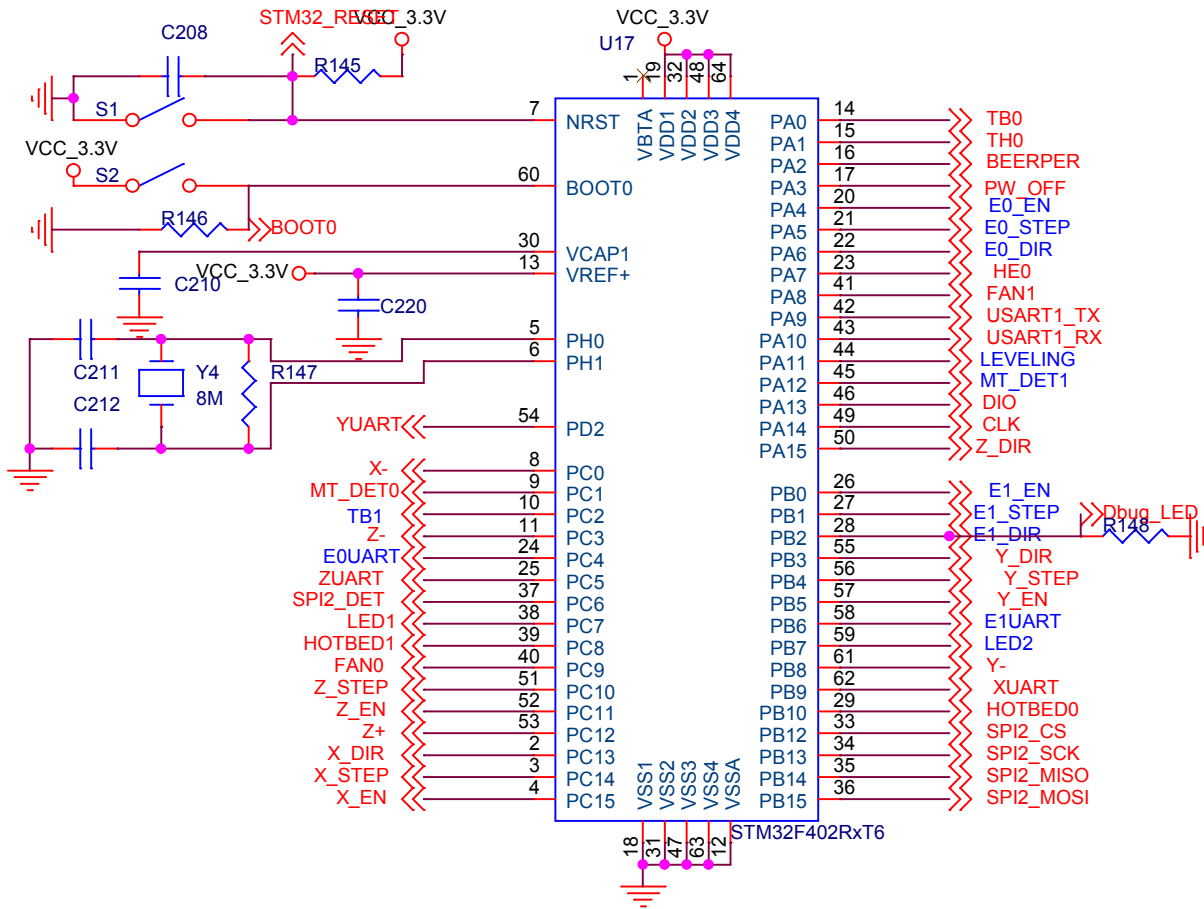 STM32_RESET
VCC_3.3V
C208
R145
S1
7
NRST
VCC_3.3V
S2
60
BOOT0
R146
BOOT0
30
VCAP1
VCC_3.3V
13
VREF+
C210
C220
5
PH0
6
PH1
C211
Y4
R147
8M
C212
YUART
54
PD2
X-
8
PC0
MT_DET0
9
PC1
TB1
10
PC2
Z-
11
PC3
E0UART
24
PC4
ZUART
25
PC5
SPI2_DET
37
PC6
LED1
38
PC7
HOTBED1
39
PC8
FAN0
40
PC9
Z_STEP
51
PC10
Z_EN
52
PC11
Z+
53
PC12
X_DIR
2
PC13
X_STEP
3
PC14
X_EN
4
PC15
VCC_3.3V
U17
1
19
32
48
64
VBTA
VDD1
VDD2
VDD3
VDD4
PA0
14
TB0
PA1
15
TH0
PA2
16
BEERPER
PA3
17
PW_OFF
PA4
20
E0_EN
PA5
21
E0_STEP
PA6
22
E0_DIR
PA7
23
HE0
PA8
41
FAN1
PA9
42
USART1_TX
PA10
43
USART1_RX
PA11
44
LEVELING
PA12
45
MT_DET1
PA13
46
DIO
PA14
49
CLK
PA15
50
Z_DIR
PB0
26
E1_EN
PB1
27
E1_STEP
Dbug_LED
PB2
28
E1_DIR
R148
PB3
55
Y_DIR
PB4
56
Y_STEP
PB5
57
Y_EN
PB6
58
E1UART
PB7
59
LED2
PB8
61
Y-
PB9
62
XUART
PB10
29
HOTBED0
PB12
33
SPI2_CS
PB13
34
SPI2_SCK
PB14
35
SPI2_MISO
PB15
36
SPI2_MOSI
VSS1
VSS2
VSS3
VSS4
VSSA
STM32F402RxT6
18
31
47
63
12